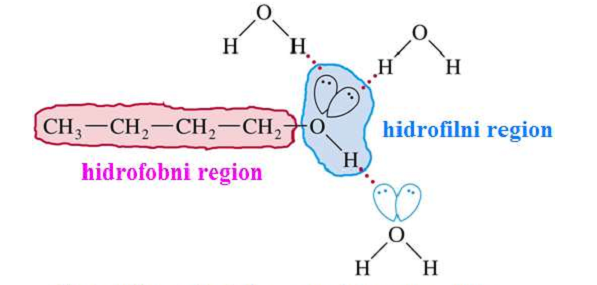 O
H H
O
H H
CH3—CH2—CH2—CH2—O
H
hidrofilni region
hidrofobni region
O
H H